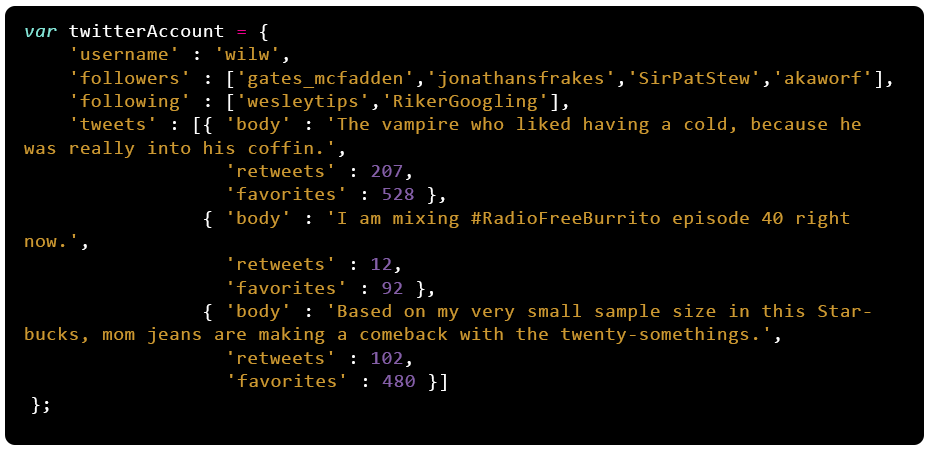 var twitterAccount = {
    'username' : 'wilw',
    'followers' : ['gates_mcfadden','jonathansfrakes','SirPatStew','akaworf'],
    'following' : ['wesleytips','RikerGoogling'],
    'tweets' : [{ 'body' : 'The vampire who liked having a cold, because he
was really into his coffin.',
                  'retweets' : 207,
                  'favorites' : 528 },
                { 'body' : 'I am mixing #RadioFreeBurrito episode 40 right
now.',
                  'retweets' : 12,
                  'favorites' : 92 },
                { 'body' : 'Based on my very small sample size in this Star-
bucks, mom jeans are making a comeback with the twenty-somethings.',
                  'retweets' : 102,
                  'favorites' : 480 }]
};